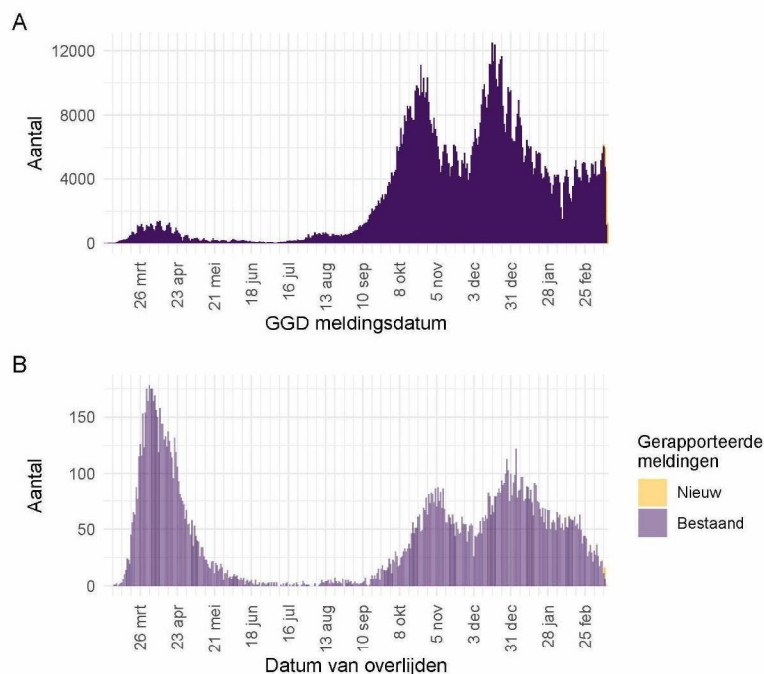 A
12000
8000
4000
0
Aantal
26 mrt
23 apr
21 mei
18 jun
16 jul
13 aug
10 sep
8 okt
5 nov
3 dec
31 dec
28 jan
25 feb
GGD meldingsdatum
B
150
100
50
0
Aantal
26 mrt
23 apr
21 mei
18 jun
16 jul
13 aug
10 sep
8 okt
5 nov
3 dec
31 dec
28 jan
25 feb
Datum van overlijden
Gerapporteerde
meldingen
Nieuw
Bestaand